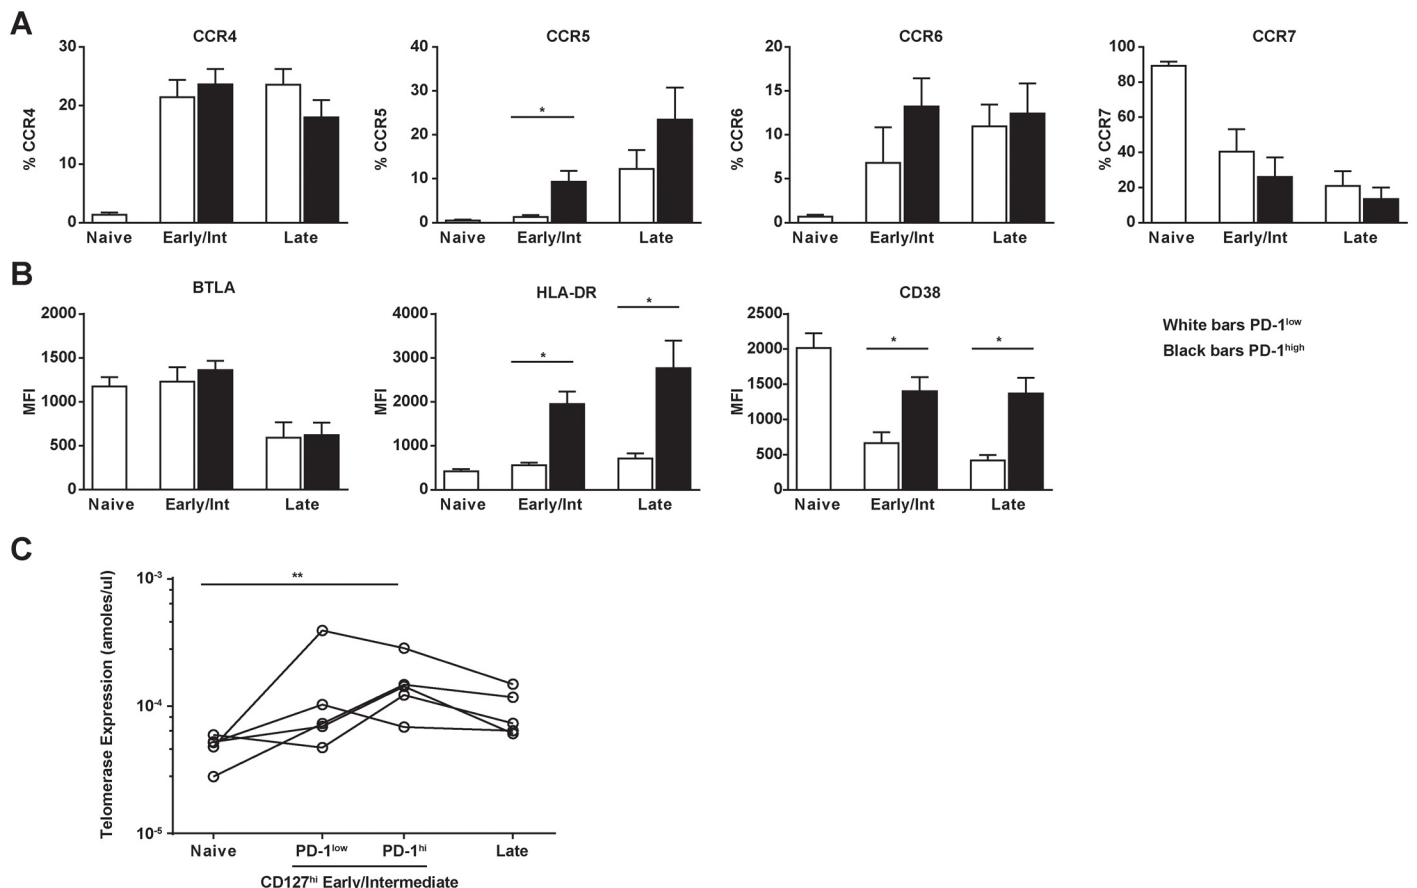 A
CCR4
% CCR4
30
20
10
0
Naive Early/Int Late
CCR5
% CCR5
40
30
20
10
0
*
Naive Early/Int Late
CCR6
% CCR6
20
15
10
5
0
Naive Early/Int Late
CCR7
% CCR7
100
80
60
40
20
0
Naive Early/Int Late
B
BTLA
MFI
2000
1500
1000
500
0
Naive Early/Int Late
HLA-DR
MFI
4000
3000
2000
1000
0
*
*
Naive Early/Int Late
CD38
MFI
2500
2000
1500
1000
500
0
*
*
Naive Early/Int Late
White bars PD-1low
Black bars PD-1high
C
Telomerase Expression (amoles/ul)
10-3
10-4
10-5
**
Naive PD-1low PD-1hi Late
CD127hi Early/Intermediate